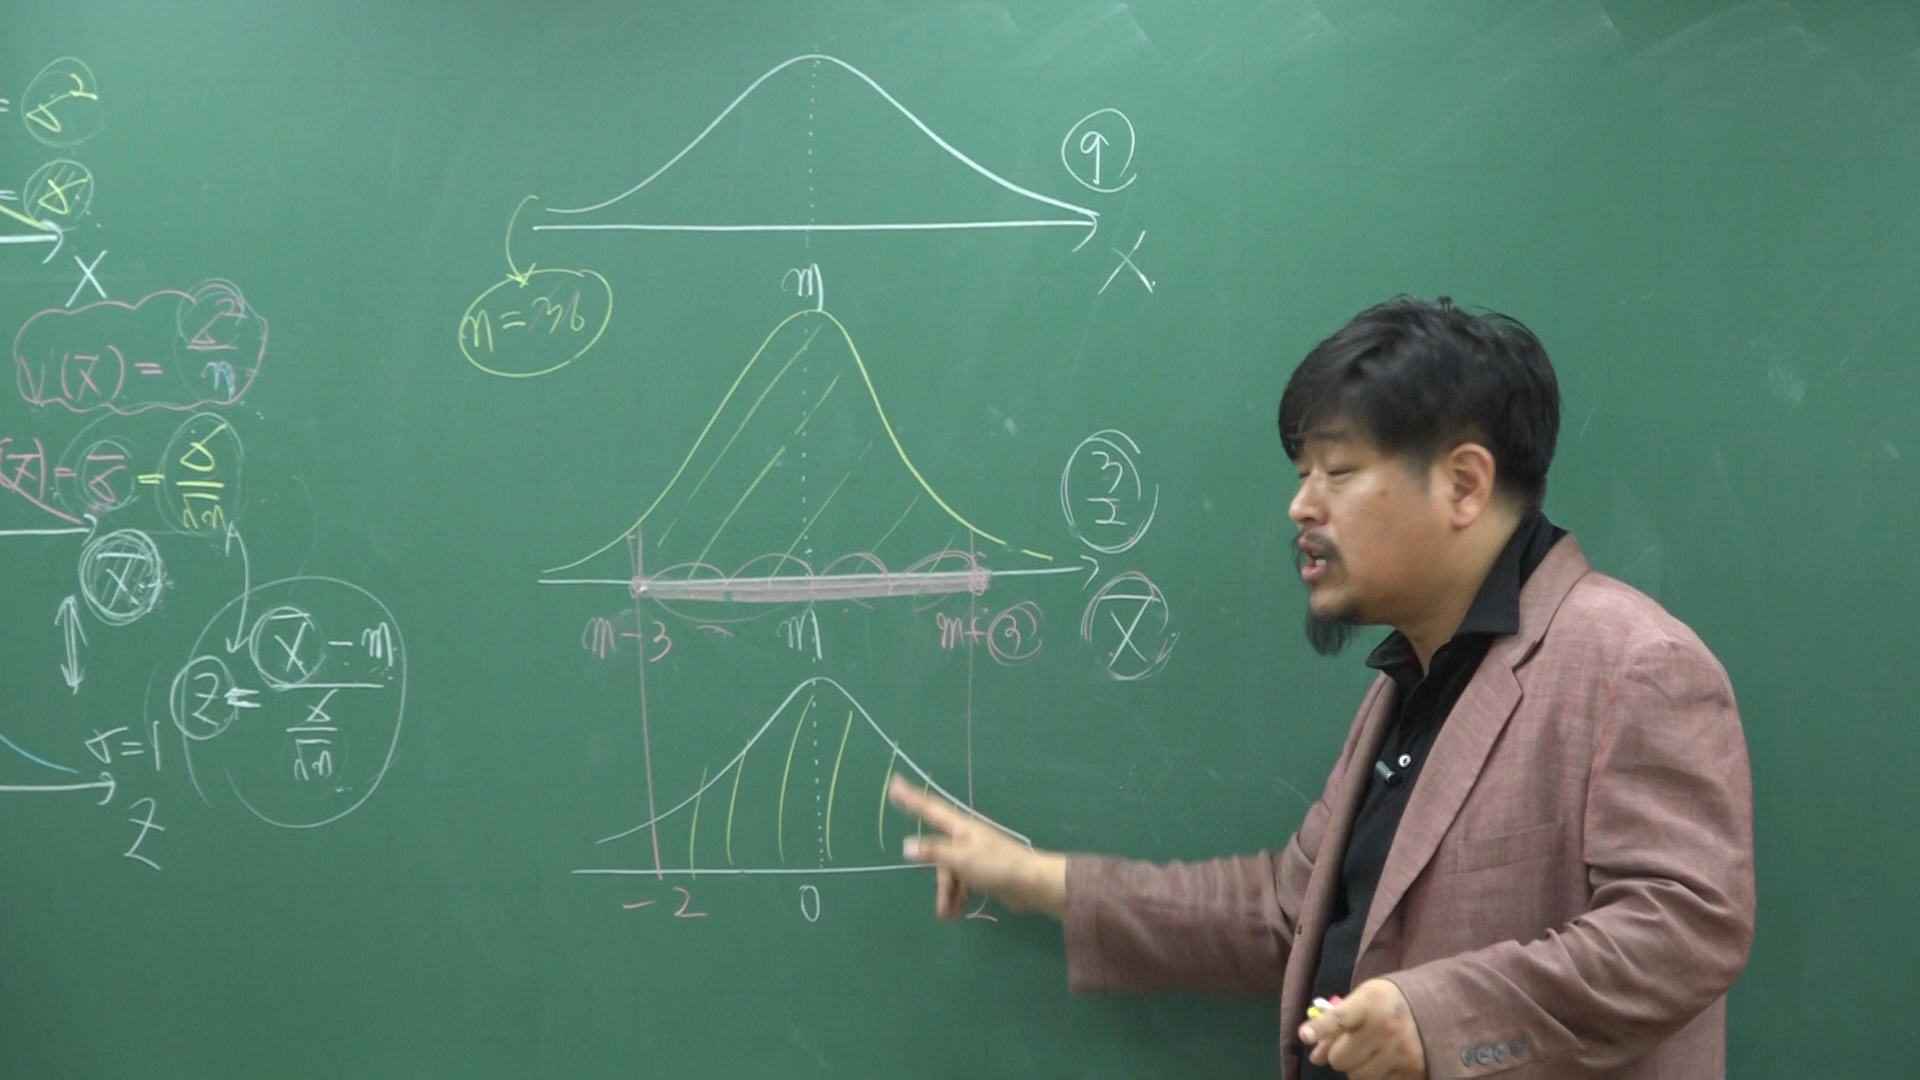 = σ²
= σ
X
V(X̄) = σ²/n
(X̄) = σ̄ = σ/√n
X̄
Z = (X̄ - m)/(σ/√n)
σ=1
Z
9
X
m
n=36
3/2
X̄
m-3
m
m+3
-2
0
2